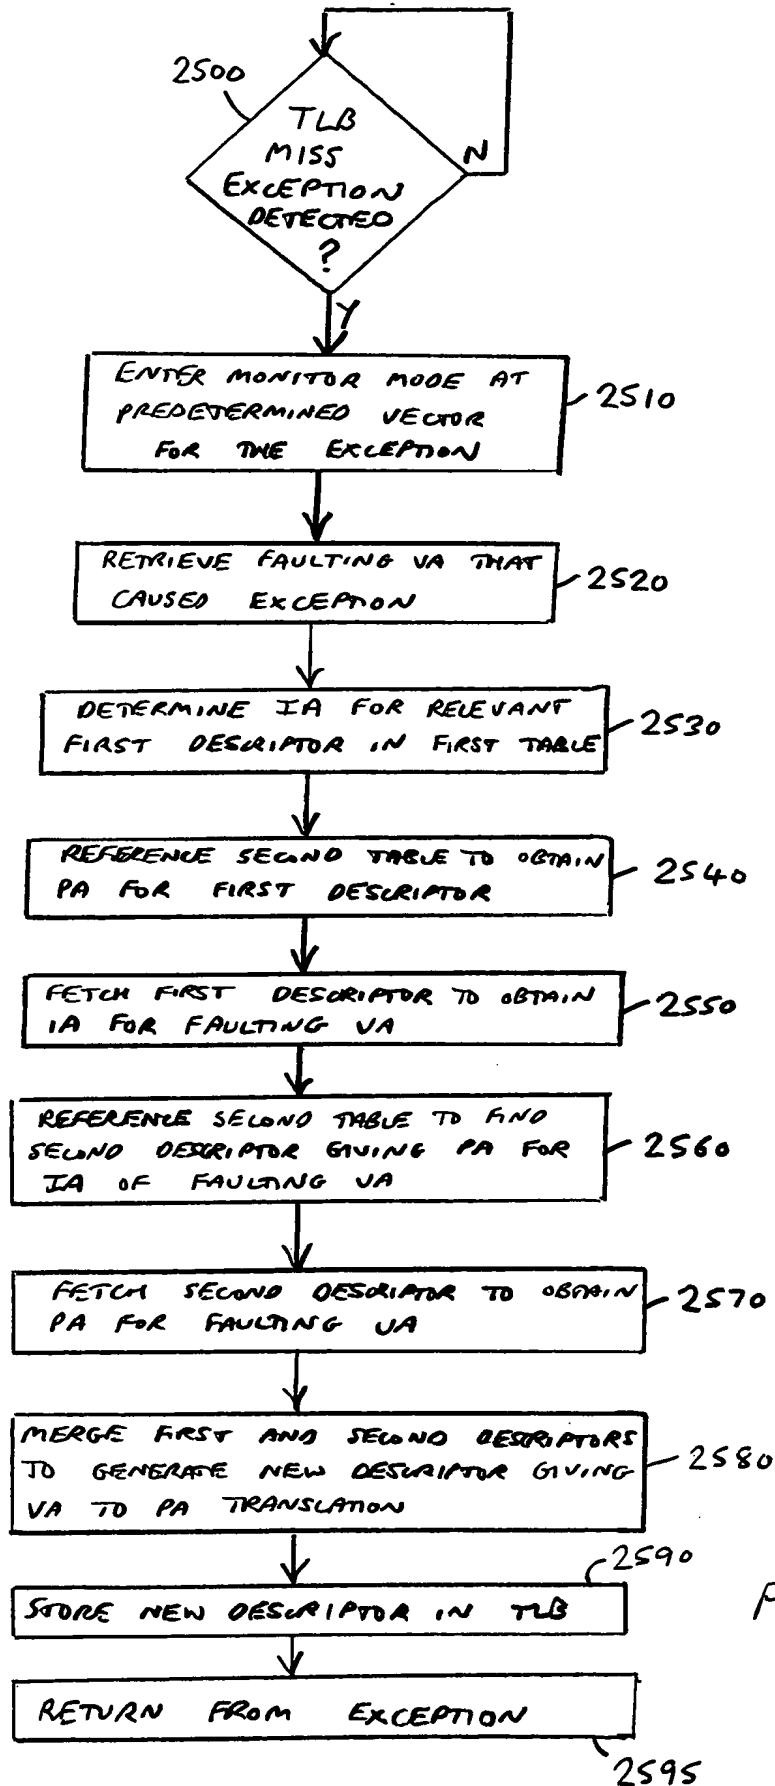 2500
TLB
MISS
EXCEPTION
DETECTED
?
N
Y
ENTER MONITOR MODE AT
PREDETERMINED VECTOR
FOR THE EXCEPTION
2510
RETRIEVE FAULTING VA THAT
CAUSED EXCEPTION
2520
DETERMINE IA FOR RELEVANT
FIRST DESCRIPTOR IN FIRST TABLE
2530
REFERENCE SECOND TABLE TO OBTAIN
PA FOR FIRST DESCRIPTOR
2540
FETCH FIRST DESCRIPTOR TO OBTAIN
IA FOR FAULTING VA
2550
REFERENCE SECOND TABLE TO FIND
SECOND DESCRIPTOR GIVING PA FOR
IA OF FAULTING VA
2560
FETCH SECOND DESCRIPTOR TO OBTAIN
PA FOR FAULTING VA
2570
MERGE FIRST AND SECOND DESCRIPTORS
TO GENERATE NEW DESCRIPTOR GIVING
VA TO PA TRANSLATION
2580
2590
STORE NEW DESCRIPTOR IN TLB
RETURN FROM EXCEPTION
2595